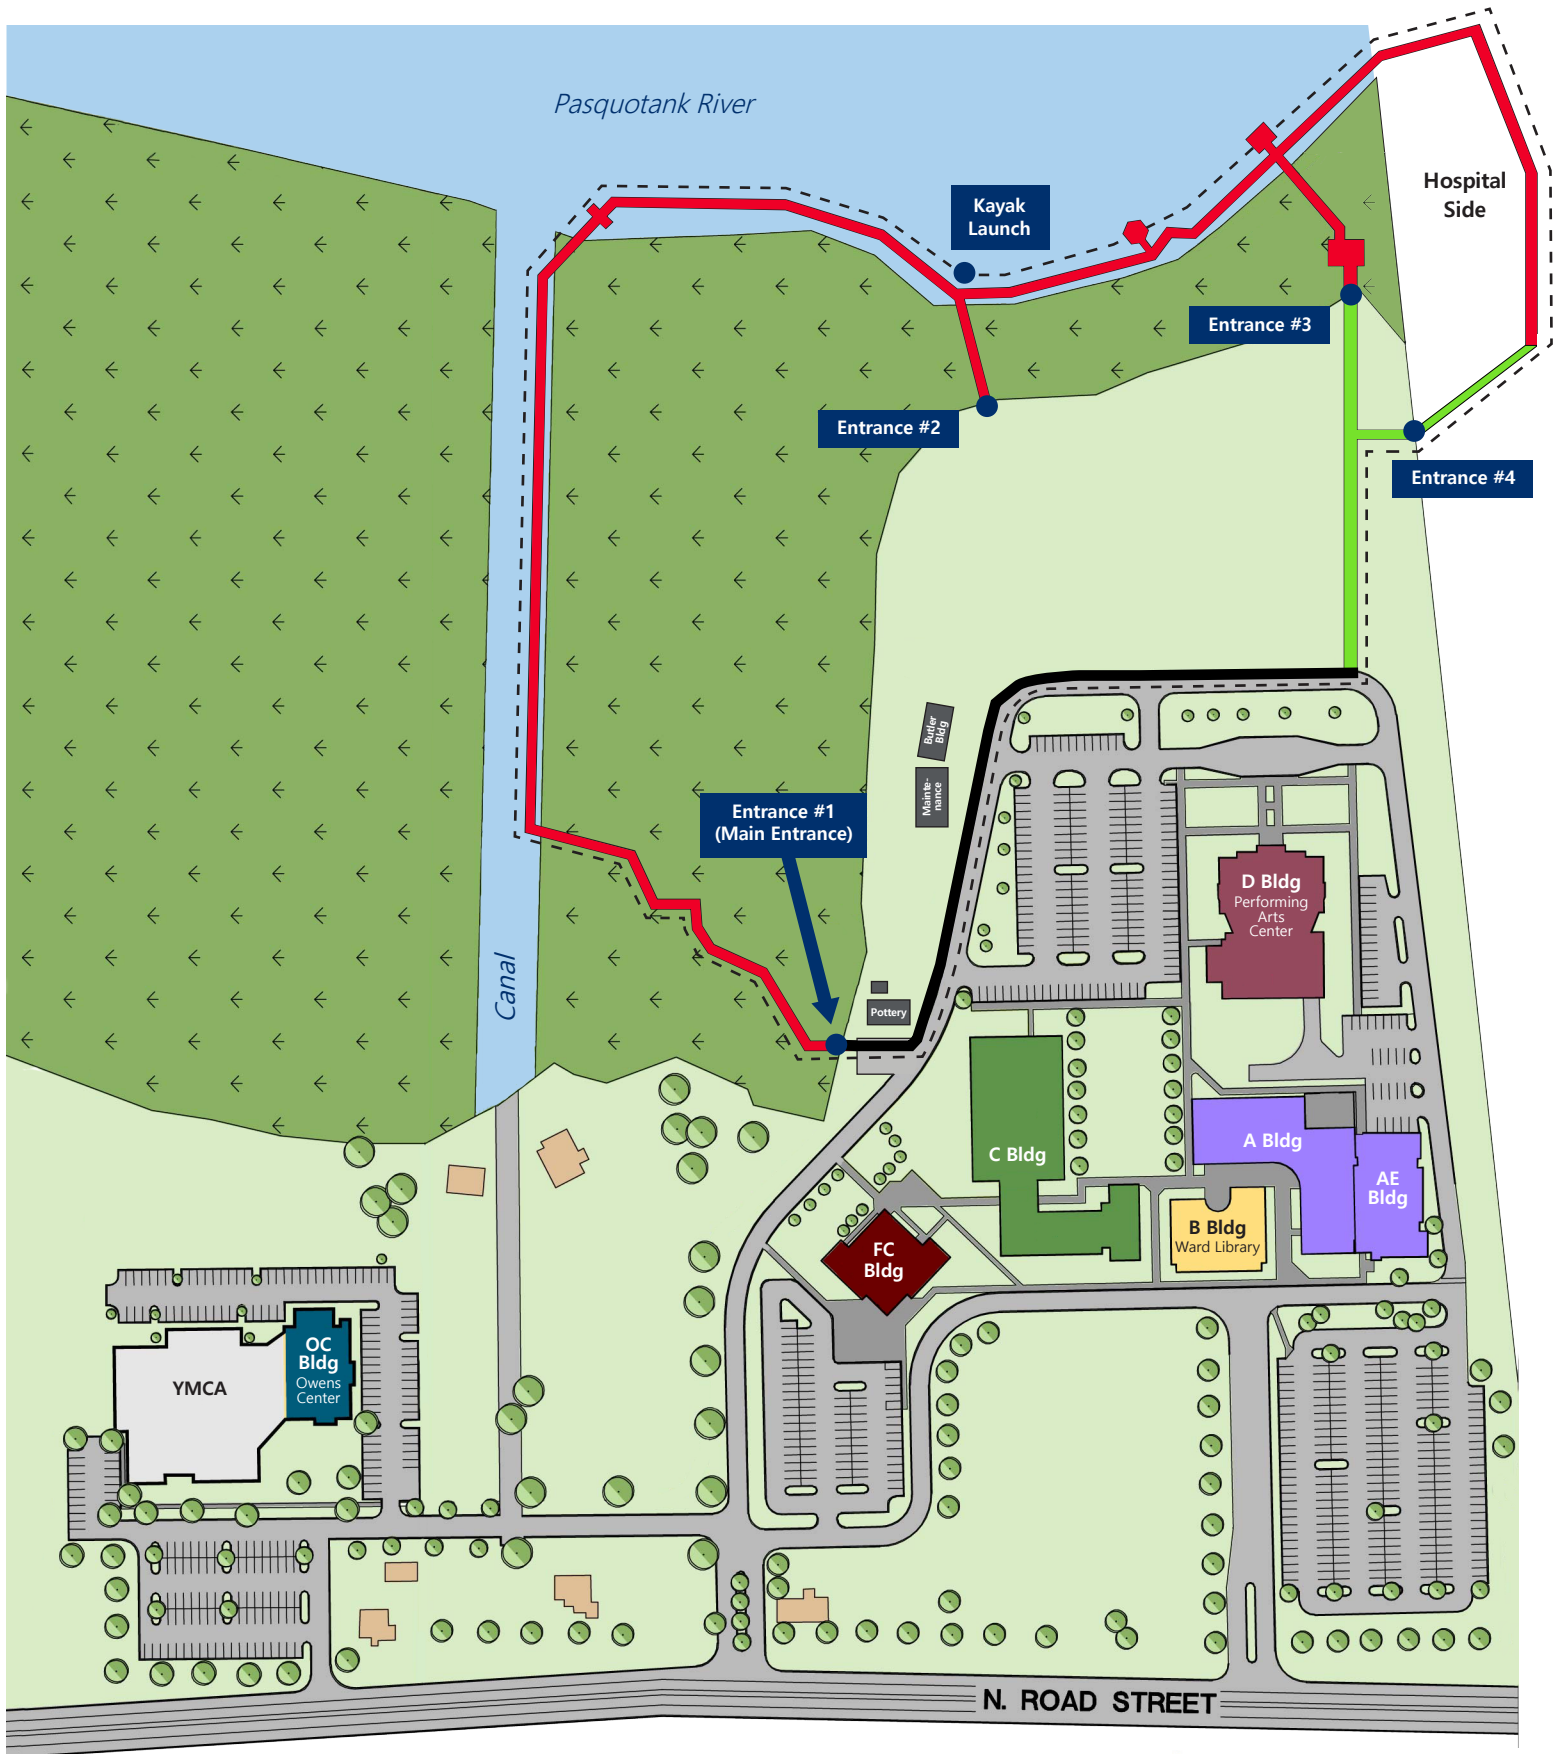 Pasquotank River
Hospital
Side
Kayak
Launch
Entrance #3
Entrance #2
Entrance #4
Butler
Bldg
Mainte-
nance
Entrance #1
(Main Entrance)
D Bldg
Performing
Arts
Center
Canal
Pottery
A Bldg
C Bldg
AE
Bldg
B Bldg
Ward Library
FC
Bldg
OC
Bldg
Owens
Center
YMCA
N. ROAD STREET